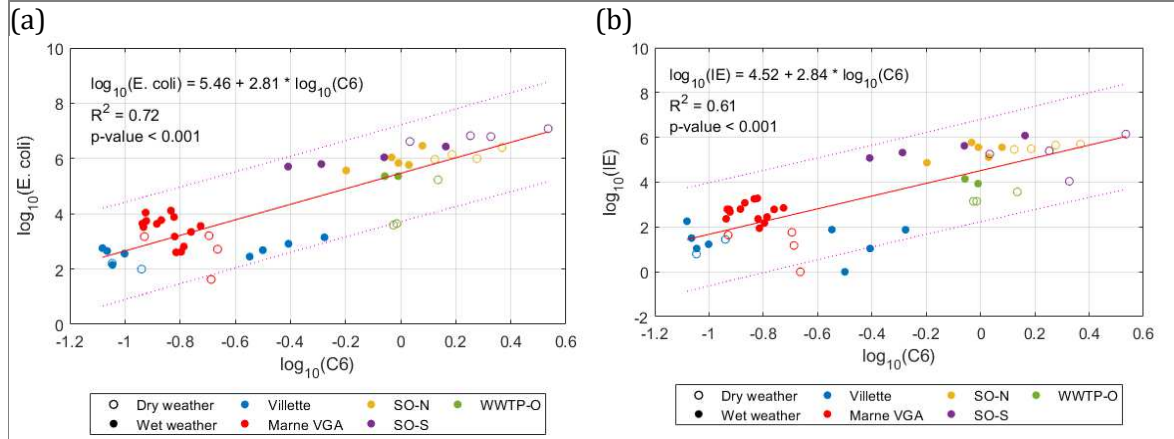 (a)
log10(E. coli) = 5.46 + 2.81 * log10(C6)
R2 = 0.72
p-value < 0.001
log10(E. coli)
10
8
6
4
2
0
-1.2 -1 -0.8 -0.6 -0.4 -0.2 0 0.2 0.4 0.6
log10(C6)
Dry weather Villette SO-N WWTP-O
Wet weather Marne VGA SO-S
(b)
log10(IE) = 4.52 + 2.84 * log10(C6)
R2 = 0.61
p-value < 0.001
log10(IE)
10
8
6
4
2
0
-2
-1.2 -1 -0.8 -0.6 -0.4 -0.2 0 0.2 0.4 0.6
log10(C6)
Dry weather Villette SO-N WWTP-O
Wet weather Marne VGA SO-S